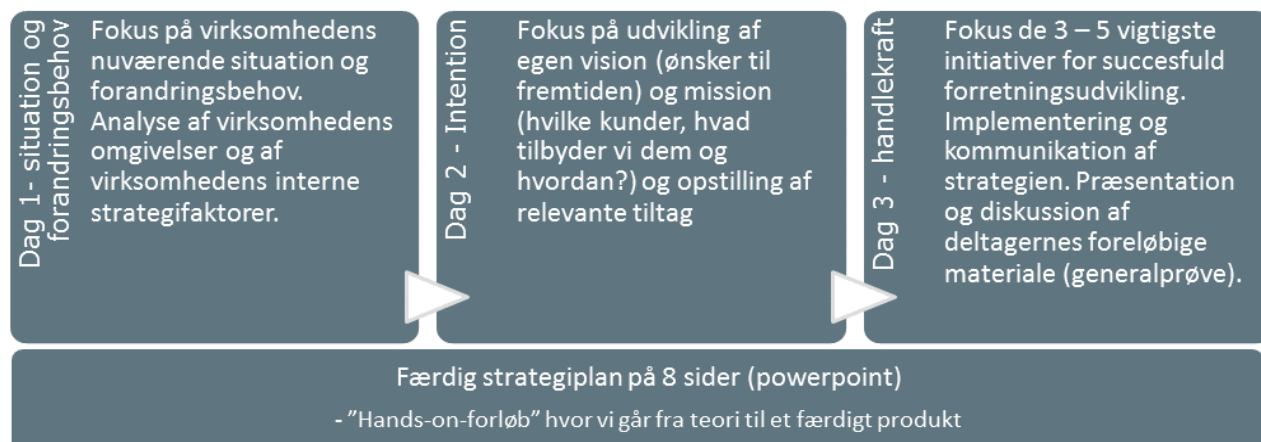 Dag 1- situation og
forandringsbehov
Fokus på virksomhedens
nuværende situation og
forandringsbehov.
Analyse af virksomhedens
omgivelser og af
virksomhedens interne
strategifaktorer.
Dag 2 - Intention
Fokus på udvikling af
egen vision (ønsker til
fremtiden) og mission
(hvilke kunder, hvad
tilbyder vi dem og
hvordan?) og opstilling af
relevante tiltag
Dag 3 - handlekraft
Fokus de 3 – 5 vigtigste
initiativer for succesfuld
forretningsudvikling.
Implementering og
kommunikation af
strategien. Præsentation
og diskussion af
deltagernes foreløbige
materiale (generalprøve).
Færdig strategiplan på 8 sider (powerpoint)
- ”Hands-on-forløb” hvor vi går fra teori til et færdigt produkt